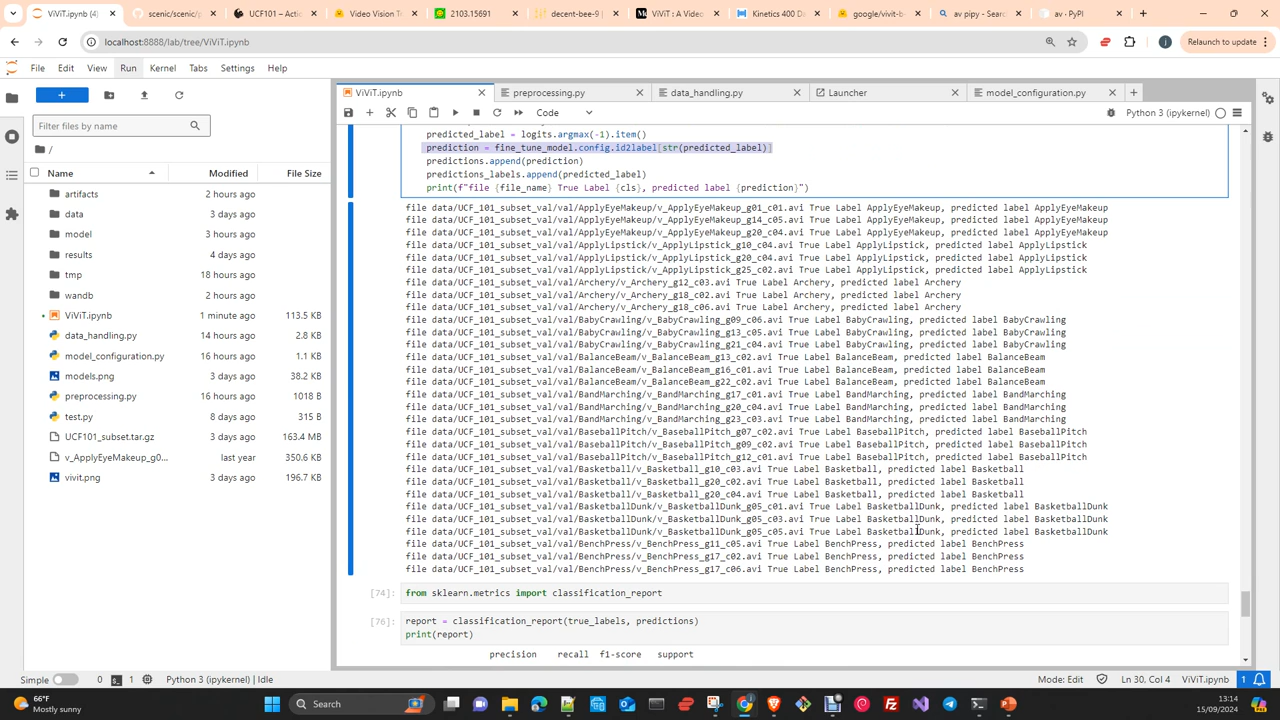 ViViT.ipynb (4)
scenic/scenic/p
UCF101 – Actio
Video Vision T
2103.15691
decent-bee-9
ViViT : A Video
Kinetics 400 Da
google/vivit-b
av pipy - Searc
av · PyPI
localhost:8888/lab/tree/ViViT.ipynb
Relaunch to update
File Edit View Run Kernel Tabs Settings Help
Filter files by name
/
Name Modified File Size
artifacts 2 hours ago
data 3 days ago
model 3 hours ago
results 4 days ago
tmp 18 hours ago
wandb 2 hours ago
ViViT.ipynb 1 minute ago 113.5 KB
data_handling.py 14 hours ago 2.8 KB
model_configuration.py 16 hours ago 1.1 KB
models.png 3 days ago 38.2 KB
preprocessing.py 16 hours ago 1018 B
test.py 8 days ago 315 B
UCF101_subset.tar.gz 3 days ago 163.4 MB
v_ApplyEyeMakeup_g0... last year 350.6 KB
vivit.png 3 days ago 196.7 KB
ViViT.ipynb preprocessing.py data_handling.py Launcher model_configuration.py
Code Python 3 (ipykernel)
predicted_label = logits.argmax(-1).item()
prediction = fine_tune_model.config.id2label[str(predicted_label)]
predictions.append(prediction)
predictions_labels.append(predicted_label)
print(f"file {file_name} True Label {cls}, predicted label {prediction}")
file data/UCF_101_subset_val/val/ApplyEyeMakeup/v_ApplyEyeMakeup_g01_c01.avi True Label ApplyEyeMakeup, predicted label ApplyEyeMakeup
file data/UCF_101_subset_val/val/ApplyEyeMakeup/v_ApplyEyeMakeup_g14_c05.avi True Label ApplyEyeMakeup, predicted label ApplyEyeMakeup
file data/UCF_101_subset_val/val/ApplyEyeMakeup/v_ApplyEyeMakeup_g20_c04.avi True Label ApplyEyeMakeup, predicted label ApplyEyeMakeup
file data/UCF_101_subset_val/val/ApplyLipstick/v_ApplyLipstick_g10_c04.avi True Label ApplyLipstick, predicted label ApplyLipstick
file data/UCF_101_subset_val/val/ApplyLipstick/v_ApplyLipstick_g20_c04.avi True Label ApplyLipstick, predicted label ApplyLipstick
file data/UCF_101_subset_val/val/ApplyLipstick/v_ApplyLipstick_g25_c02.avi True Label ApplyLipstick, predicted label ApplyLipstick
file data/UCF_101_subset_val/val/Archery/v_Archery_g12_c03.avi True Label Archery, predicted label Archery
file data/UCF_101_subset_val/val/Archery/v_Archery_g18_c02.avi True Label Archery, predicted label Archery
file data/UCF_101_subset_val/val/Archery/v_Archery_g18_c06.avi True Label Archery, predicted label Archery
file data/UCF_101_subset_val/val/BabyCrawling/v_BabyCrawling_g09_c06.avi True Label BabyCrawling, predicted label BabyCrawling
file data/UCF_101_subset_val/val/BabyCrawling/v_BabyCrawling_g13_c05.avi True Label BabyCrawling, predicted label BabyCrawling
file data/UCF_101_subset_val/val/BabyCrawling/v_BabyCrawling_g21_c04.avi True Label BabyCrawling, predicted label BabyCrawling
file data/UCF_101_subset_val/val/BalanceBeam/v_BalanceBeam_g13_c02.avi True Label BalanceBeam, predicted label BalanceBeam
file data/UCF_101_subset_val/val/BalanceBeam/v_BalanceBeam_g16_c01.avi True Label BalanceBeam, predicted label BalanceBeam
file data/UCF_101_subset_val/val/BalanceBeam/v_BalanceBeam_g22_c02.avi True Label BalanceBeam, predicted label BalanceBeam
file data/UCF_101_subset_val/val/BandMarching/v_BandMarching_g17_c01.avi True Label BandMarching, predicted label BandMarching
file data/UCF_101_subset_val/val/BandMarching/v_BandMarching_g20_c04.avi True Label BandMarching, predicted label BandMarching
file data/UCF_101_subset_val/val/BandMarching/v_BandMarching_g23_c03.avi True Label BandMarching, predicted label BandMarching
file data/UCF_101_subset_val/val/BaseballPitch/v_BaseballPitch_g07_c02.avi True Label BaseballPitch, predicted label BaseballPitch
file data/UCF_101_subset_val/val/BaseballPitch/v_BaseballPitch_g09_c02.avi True Label BaseballPitch, predicted label BaseballPitch
file data/UCF_101_subset_val/val/BaseballPitch/v_BaseballPitch_g12_c01.avi True Label BaseballPitch, predicted label BaseballPitch
file data/UCF_101_subset_val/val/Basketball/v_Basketball_g20_c03.avi True Label Basketball, predicted label Basketball
file data/UCF_101_subset_val/val/Basketball/v_Basketball_g20_c02.avi True Label Basketball, predicted label Basketball
file data/UCF_101_subset_val/val/Basketball/v_Basketball_g20_c04.avi True Label Basketball, predicted label Basketball
file data/UCF_101_subset_val/val/BasketballDunk/v_BasketballDunk_g05_c01.avi True Label BasketballDunk, predicted label BasketballDunk
file data/UCF_101_subset_val/val/BasketballDunk/v_BasketballDunk_g05_c03.avi True Label BasketballDunk, predicted label BasketballDunk
file data/UCF_101_subset_val/val/BasketballDunk/v_BasketballDunk_g05_c05.avi True Label BasketballDunk, predicted label BasketballDunk
file data/UCF_101_subset_val/val/BenchPress/v_BenchPress_g11_c05.avi True Label BenchPress, predicted label BenchPress
file data/UCF_101_subset_val/val/BenchPress/v_BenchPress_g17_c02.avi True Label BenchPress, predicted label BenchPress
file data/UCF_101_subset_val/val/BenchPress/v_BenchPress_g17_c06.avi True Label BenchPress, predicted label BenchPress
[74]: from sklearn.metrics import classification_report
[76]: report = classification_report(true_labels, predictions)
print(report)
precision recall f1-score support
Simple 0 1 Python 3 (ipykernel) | Idle Mode: Edit Ln 30, Col 4 ViViT.ipynb 1
66°F
Mostly sunny
Search
13:14
15/09/2024